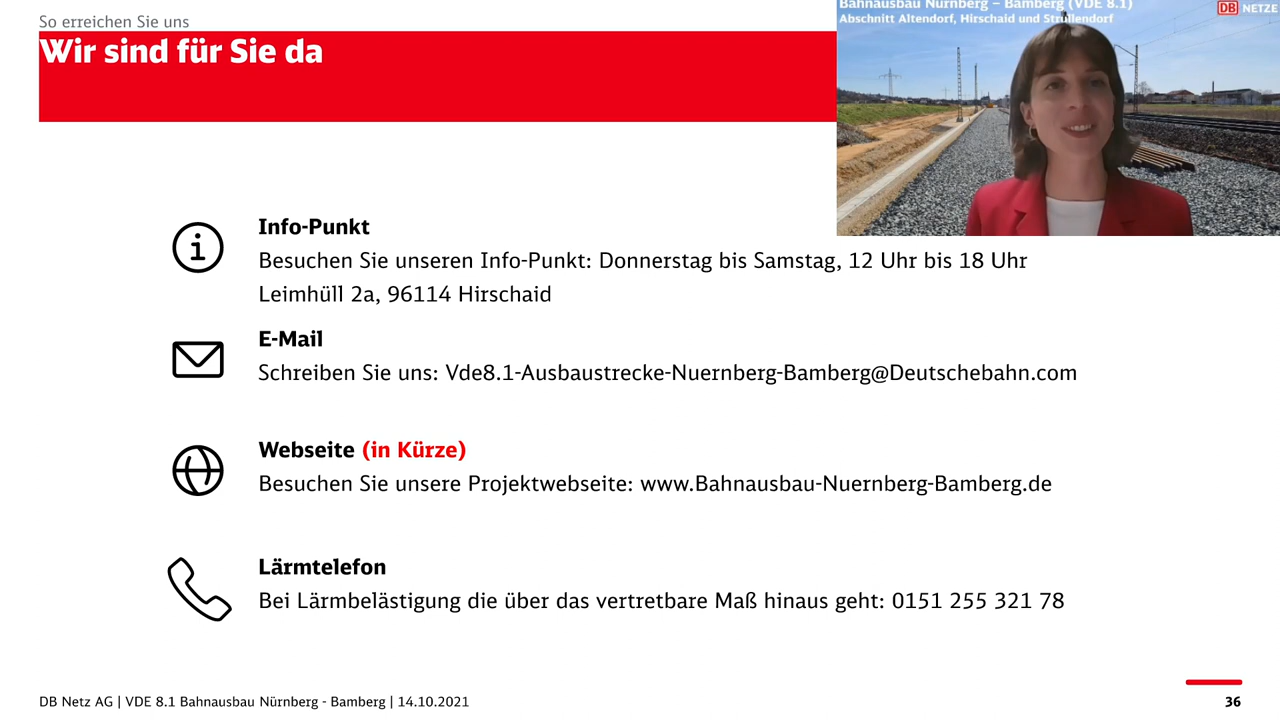 So erreichen Sie uns
Wir sind für Sie da
Bahnausbau Nürnberg – Bamberg (VDE 8.1)
Abschnitt Altendorf, Hirschaid und Strullendorf
DB NETZE
Info-Punkt
Besuchen Sie unseren Info-Punkt: Donnerstag bis Samstag, 12 Uhr bis 18 Uhr
Leimhüll 2a, 96114 Hirschaid
E-Mail
Schreiben Sie uns: Vde8.1-Ausbaustrecke-Nuernberg-Bamberg@Deutschebahn.com
Webseite (in Kürze)
Besuchen Sie unsere Projektwebseite: www.Bahnausbau-Nuernberg-Bamberg.de
Lärmtelefon
Bei Lärmbelästigung die über das vertretbare Maß hinaus geht: 0151 255 321 78
DB Netz AG | VDE 8.1 Bahnausbau Nürnberg - Bamberg | 14.10.2021
36